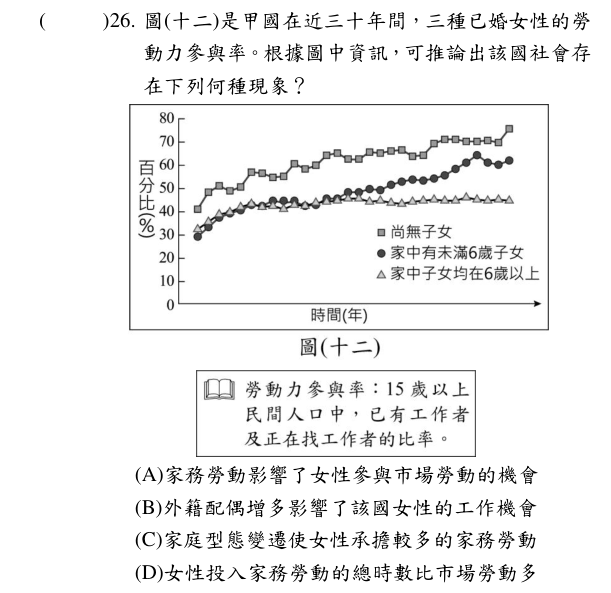 (　　)26. 圖(十二)是甲國在近三十年間，三種已婚女性的勞
動力參與率。根據圖中資訊，可推論出該國社會存
在下列何種現象？
80
70
60
50
40
30
20
10
0
百分比(%)
尚無子女
家中有未滿6歲子女
家中子女均在6歲以上
時間(年)
圖(十二)
勞動力參與率：15 歲以上
民間人口中，已有工作者
及正在找工作者的比率。
(A)家務勞動影響了女性參與市場勞動的機會
(B)外籍配偶增多影響了該國女性的工作機會
(C)家庭型態變遷使女性承擔較多的家務勞動
(D)女性投入家務勞動的總時數比市場勞動多